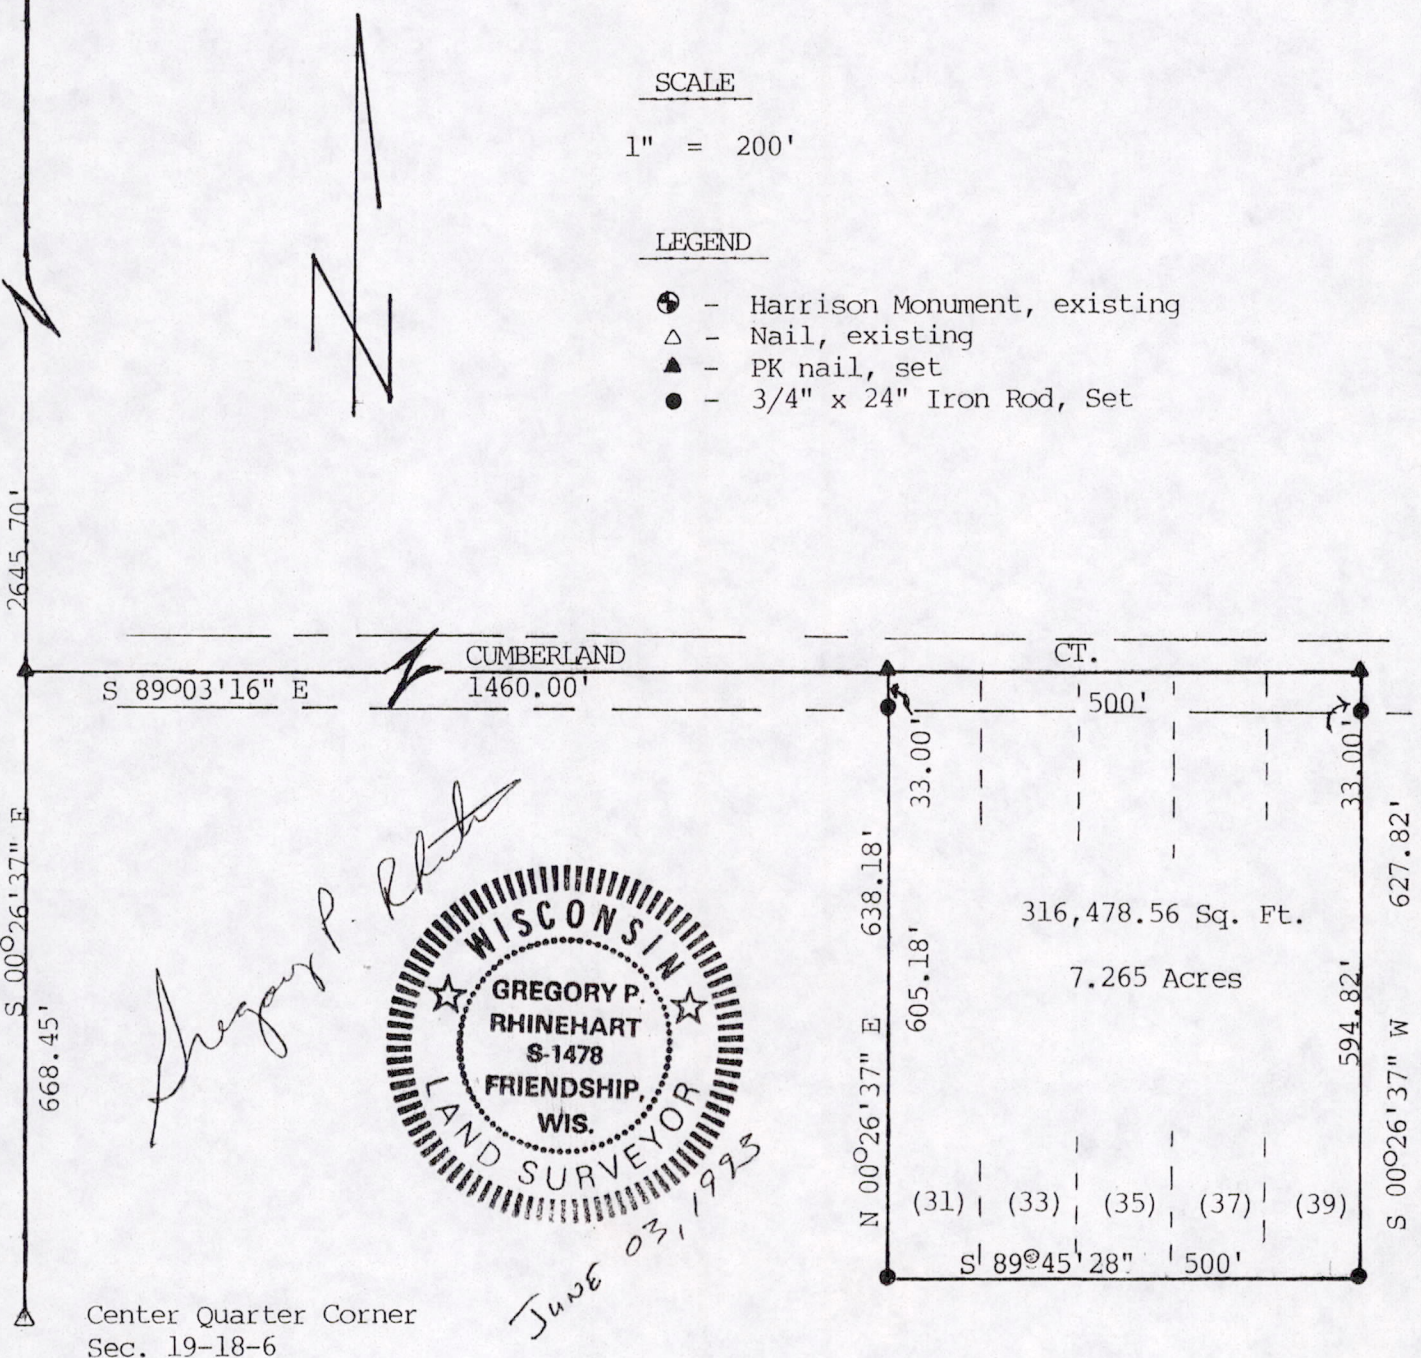 SCALE
1" = 200'
LEGEND
- Harrison Monument, existing
- Nail, existing
- PK nail, set
- 3/4" x 24" Iron Rod, Set
N
2645.70'
CUMBERLAND CT.
S 89°03'16" E 1460.00'
500'
33.00'
33.00'
S 00°26'37" E
668.45'
N 00°26'37" E 638.18'
605.18'
316,478.56 Sq. Ft.
7.265 Acres
594.82'
S 00°26'37" W 627.82'
(31) (33) (35) (37) (39)
S 89°45'28" 500'
Gregory P. Rhinehart
WISCONSIN
GREGORY P.
RHINEHART
S-1478
FRIENDSHIP,
WIS.
LAND SURVEYOR
JUNE 03, 1993
Center Quarter Corner
Sec. 19-18-6